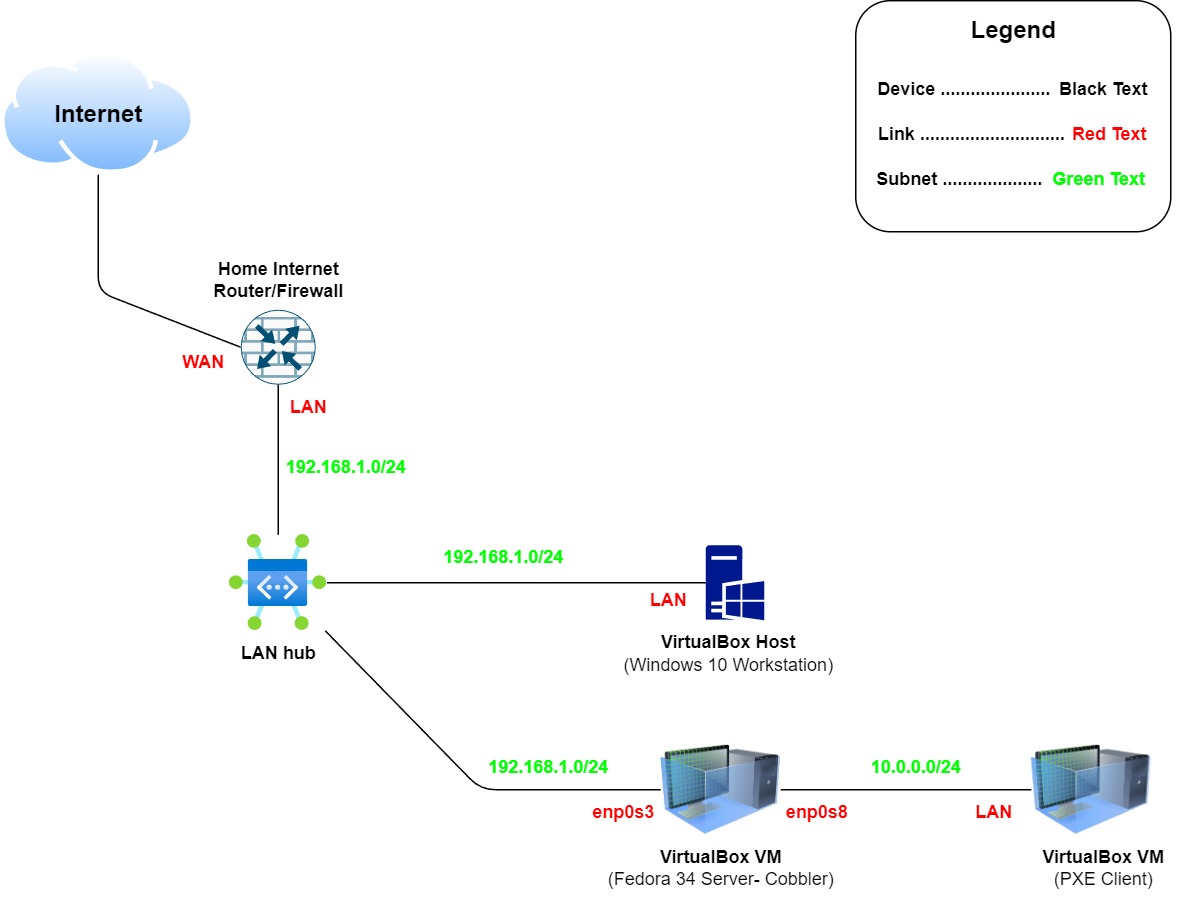 Legend
Device ...................... Black Text
Link ............................. Red Text
Subnet .................... Green Text
Internet
Home Internet
Router/Firewall
WAN
LAN
192.168.1.0/24
192.168.1.0/24
LAN
LAN hub
VirtualBox Host
(Windows 10 Workstation)
192.168.1.0/24
10.0.0.0/24
enp0s3
enp0s8
LAN
VirtualBox VM
(Fedora 34 Server- Cobbler)
VirtualBox VM
(PXE Client)